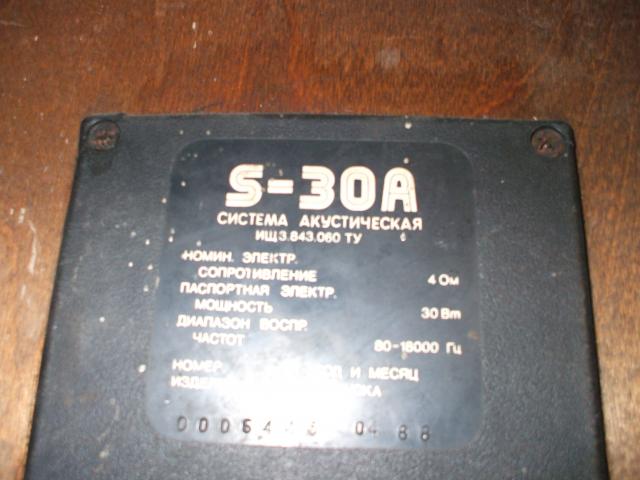 S-30A
СИСТЕМА АКУСТИЧЕСКАЯ
ИЩ3.843.060 ТУ
НОМИН. ЭЛЕКТР.
СОПРОТИВЛЕНИЕ 4 Ом
ПАСПОРТНАЯ ЭЛЕКТР.
МОЩНОСТЬ 30 Вт
ДИАПАЗОН ВОСПР.
ЧАСТОТ 80-18000 Гц
НОМЕР И МЕСЯЦ
04 88